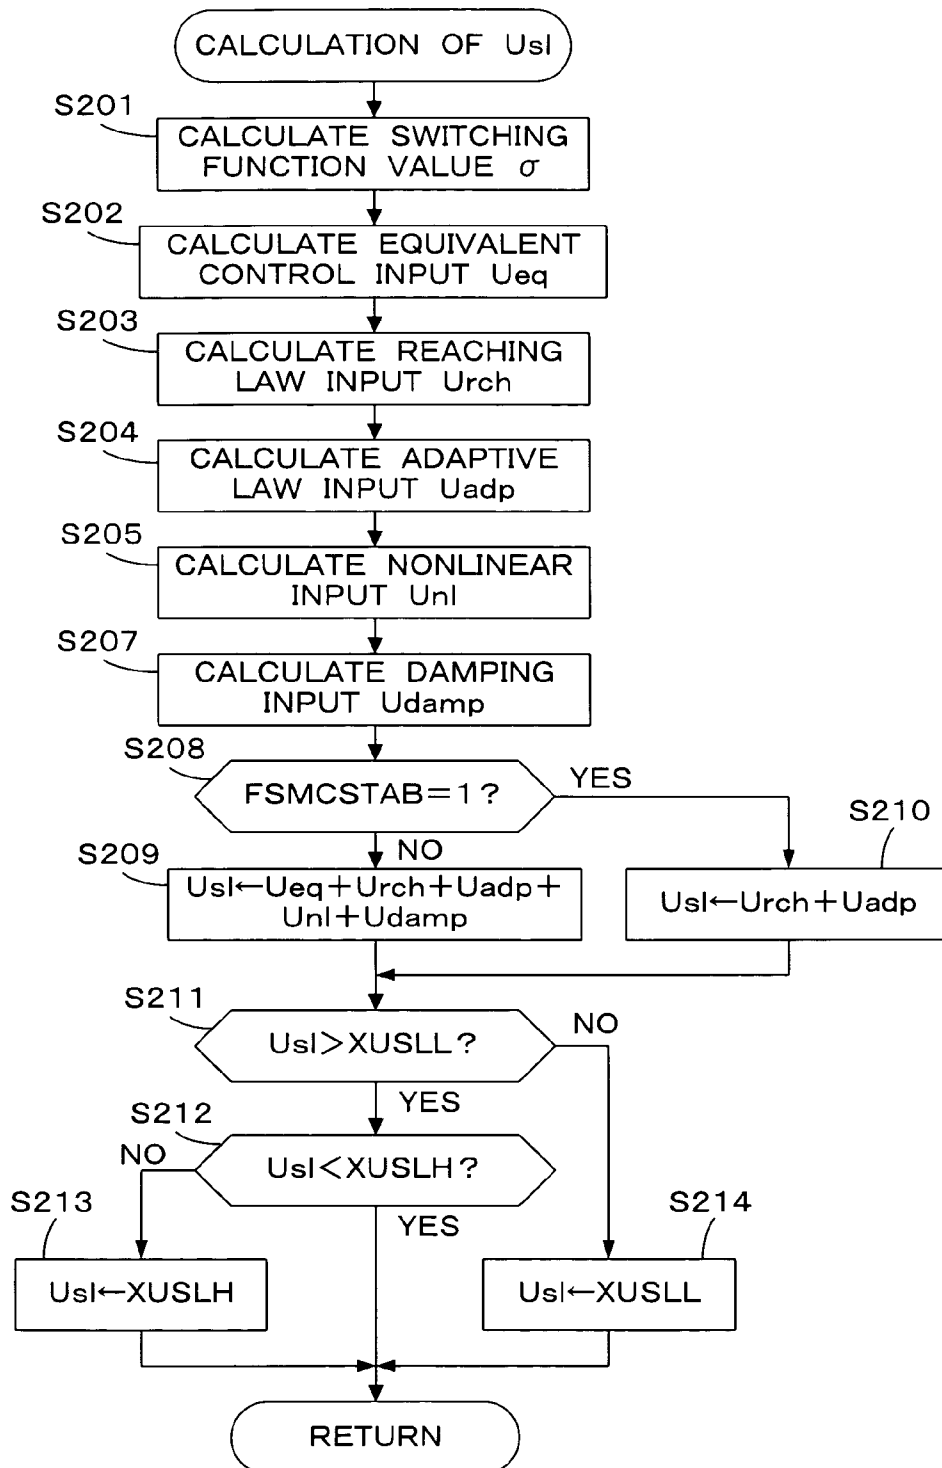 CALCULATION OF Usl
S201
CALCULATE SWITCHING
FUNCTION VALUE σ
S202
CALCULATE EQUIVALENT
CONTROL INPUT Ueq
S203
CALCULATE REACHING
LAW INPUT Urch
S204
CALCULATE ADAPTIVE
LAW INPUT Uadp
S205
CALCULATE NONLINEAR
INPUT Unl
S207
CALCULATE DAMPING
INPUT Udamp
S208
FSMCSTAB=1?
YES
NO
S209
Usl←Ueq+Urch+Uadp+
Unl+Udamp
S210
Usl←Urch+Uadp
S211
Usl>XUSLL?
NO
YES
S212
Usl<XUSLH?
NO
YES
S213
Usl←XUSLH
S214
Usl←XUSLL
RETURN